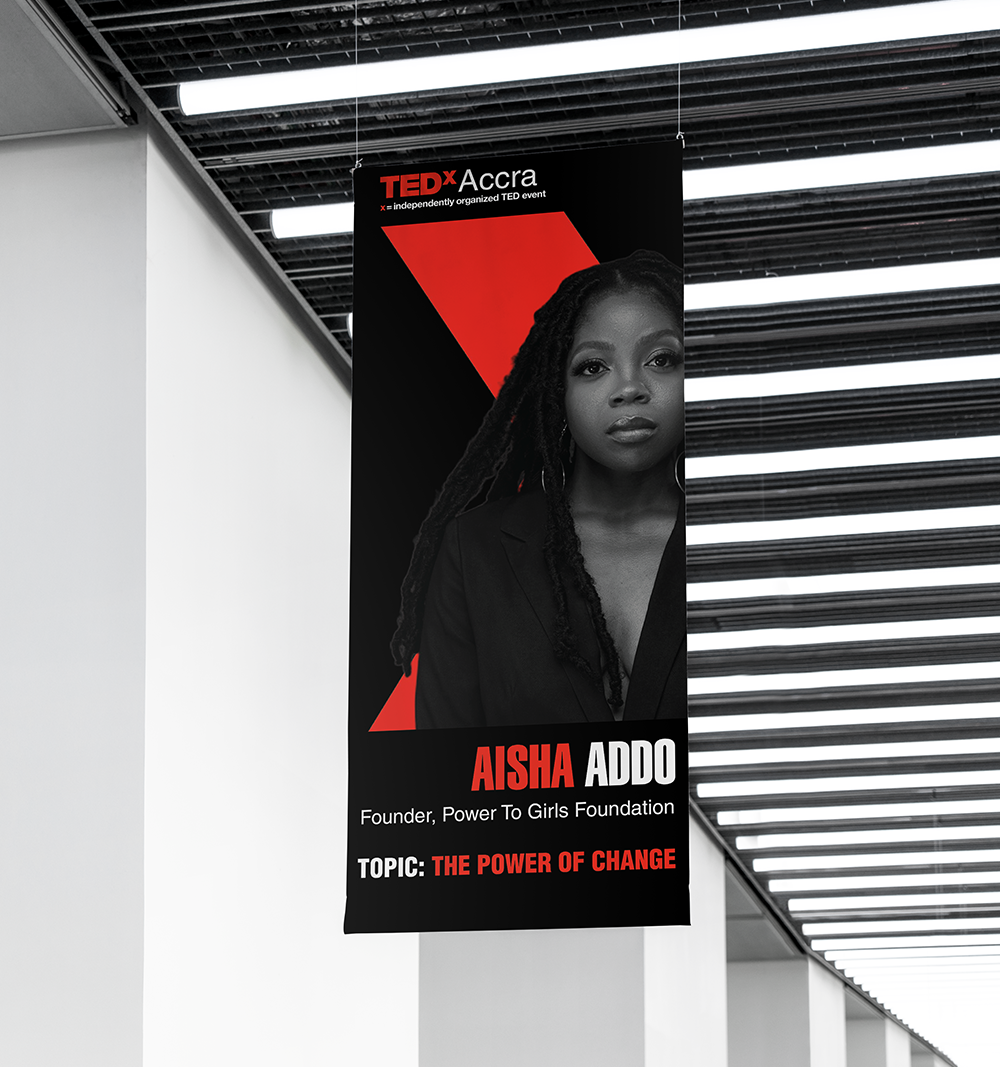 TEDxAccra
x = independently organized TED event
AISHA ADDO
Founder, Power To Girls Foundation
TOPIC: THE POWER OF CHANGE